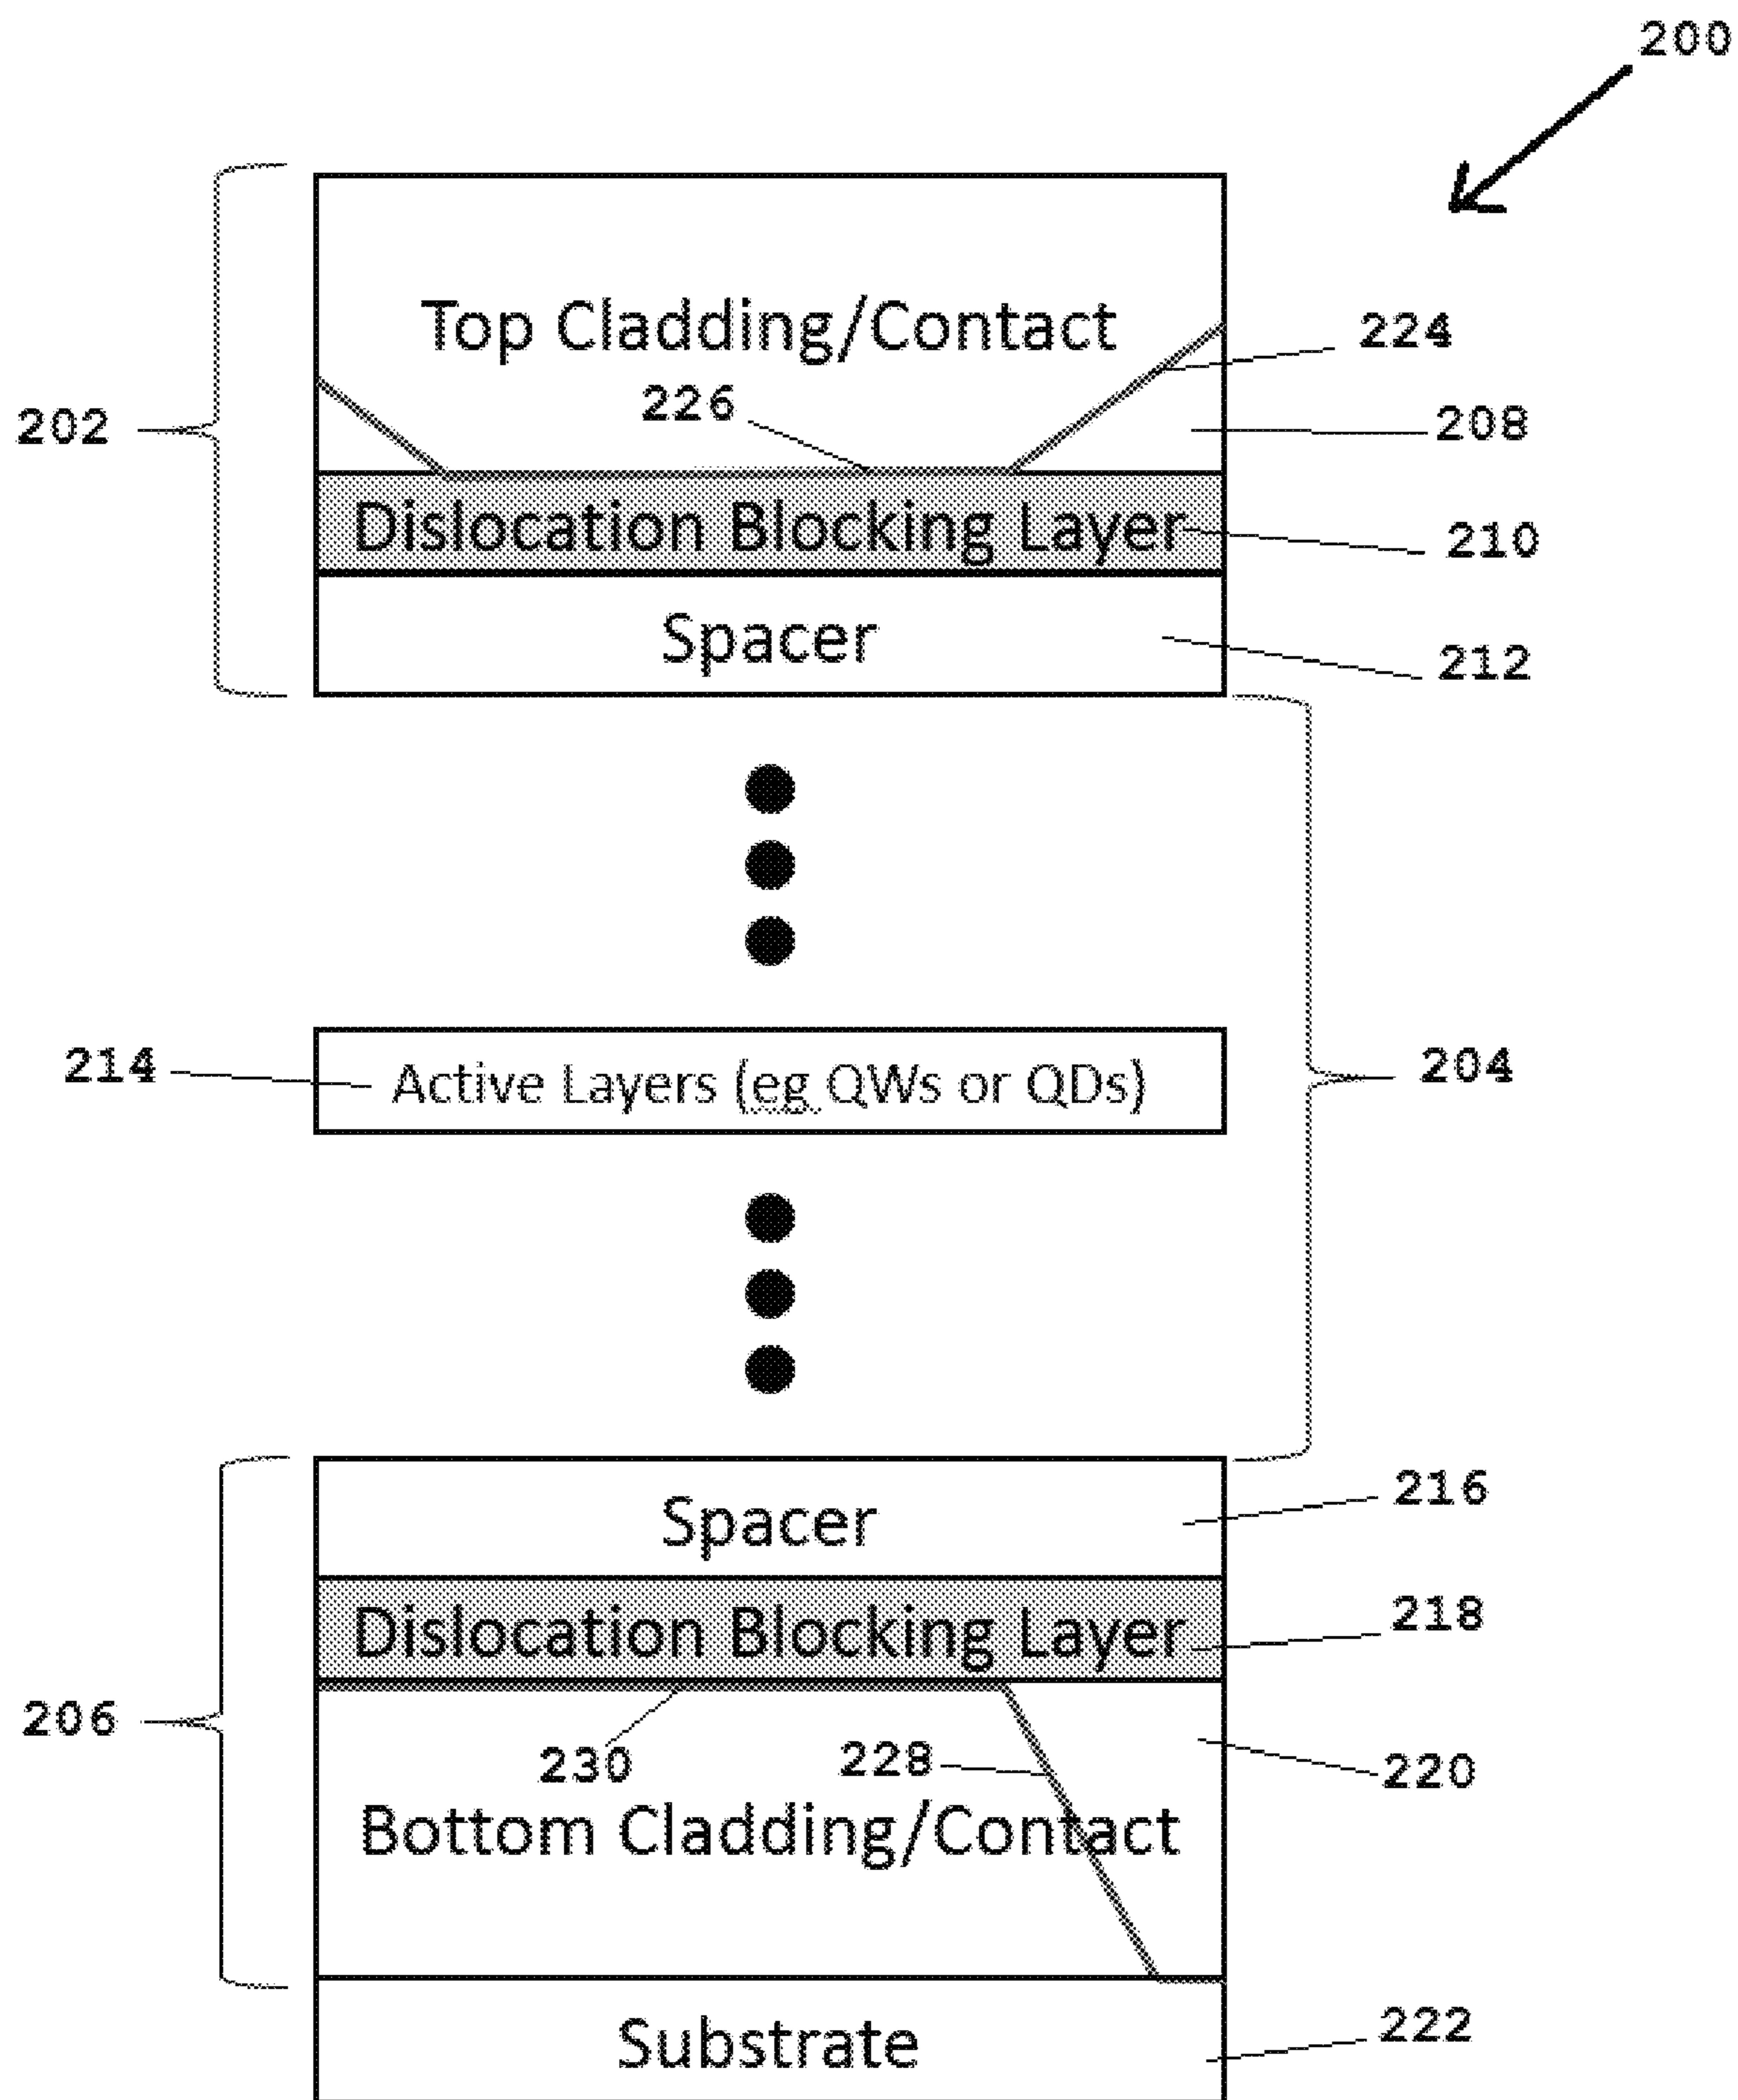 200
Top Cladding/Contact
224
226
202
208
Dislocation Blocking Layer
210
Spacer
212
214
Active Layers (eg QWs or QDs)
204
Spacer
216
Dislocation Blocking Layer
218
206
230
228
220
Bottom Cladding/Contact
Substrate
222